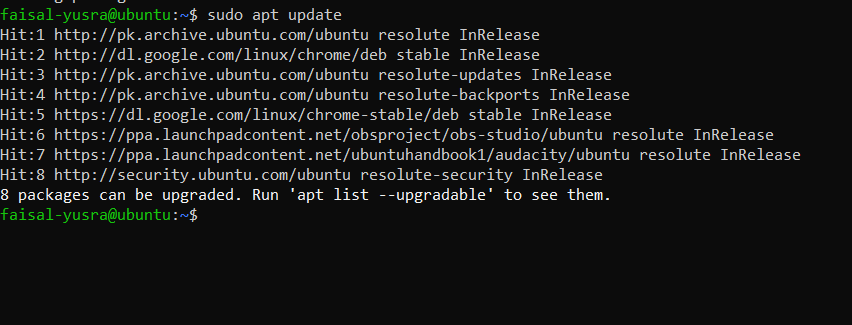 faisal-yusra@ubuntu:~$ sudo apt update
Hit:1 http://pk.archive.ubuntu.com/ubuntu resolute InRelease
Hit:2 http://dl.google.com/linux/chrome/deb stable InRelease
Hit:3 http://pk.archive.ubuntu.com/ubuntu resolute-updates InRelease
Hit:4 http://pk.archive.ubuntu.com/ubuntu resolute-backports InRelease
Hit:5 https://dl.google.com/linux/chrome-stable/deb stable InRelease
Hit:6 https://ppa.launchpadcontent.net/obsproject/obs-studio/ubuntu resolute InRelease
Hit:7 https://ppa.launchpadcontent.net/ubuntuhandbook1/audacity/ubuntu resolute InRelease
Hit:8 http://security.ubuntu.com/ubuntu resolute-security InRelease
8 packages can be upgraded. Run 'apt list --upgradable' to see them.
faisal-yusra@ubuntu:~$